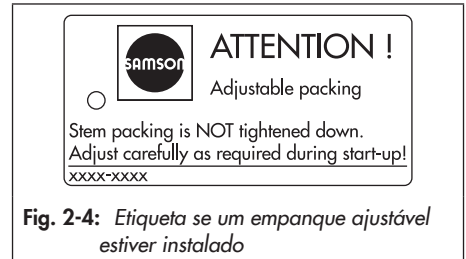 SAMSON
ATTENTION !
Adjustable packing
Stem packing is NOT tightened down.
Adjust carefully as required during start-up!
xxxx-xxxx
Fig. 2-4: Etiqueta se um empanque ajustável
estiver instalado